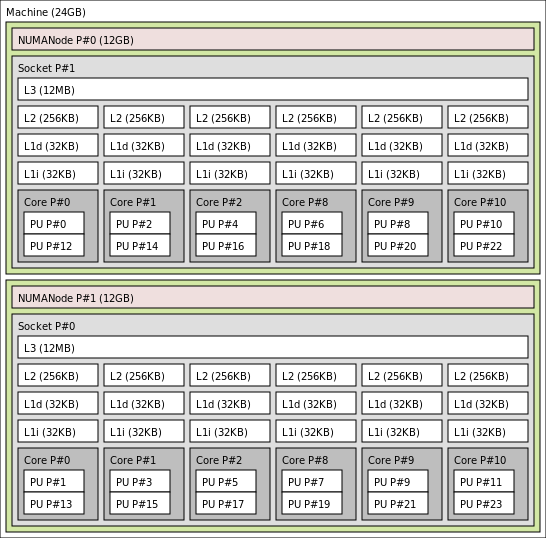 Machine (24GB)
NUMANode P#0 (12GB)
Socket P#1
L3 (12MB)
L2 (256KB) L2 (256KB) L2 (256KB) L2 (256KB) L2 (256KB) L2 (256KB)
L1d (32KB) L1d (32KB) L1d (32KB) L1d (32KB) L1d (32KB) L1d (32KB)
L1i (32KB) L1i (32KB) L1i (32KB) L1i (32KB) L1i (32KB) L1i (32KB)
Core P#0 Core P#1 Core P#2 Core P#8 Core P#9 Core P#10
PU P#0 PU P#2 PU P#4 PU P#6 PU P#8 PU P#10
PU P#12 PU P#14 PU P#16 PU P#18 PU P#20 PU P#22
NUMANode P#1 (12GB)
Socket P#0
L3 (12MB)
L2 (256KB) L2 (256KB) L2 (256KB) L2 (256KB) L2 (256KB) L2 (256KB)
L1d (32KB) L1d (32KB) L1d (32KB) L1d (32KB) L1d (32KB) L1d (32KB)
L1i (32KB) L1i (32KB) L1i (32KB) L1i (32KB) L1i (32KB) L1i (32KB)
Core P#0 Core P#1 Core P#2 Core P#8 Core P#9 Core P#10
PU P#1 PU P#3 PU P#5 PU P#7 PU P#9 PU P#11
PU P#13 PU P#15 PU P#17 PU P#19 PU P#21 PU P#23